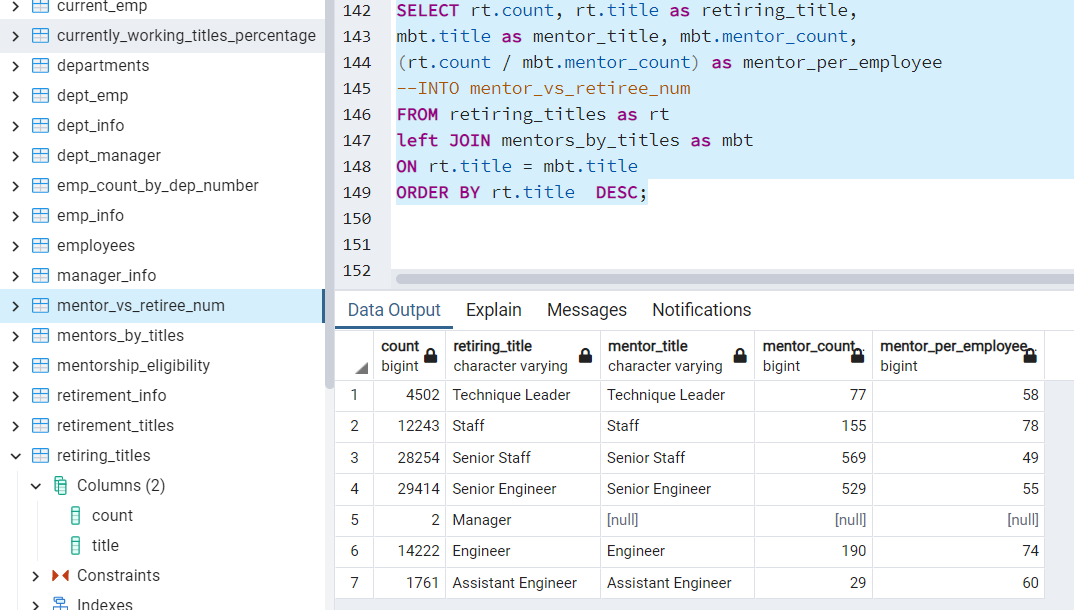 current_emp
currently_working_titles_percentage
departments
dept_emp
dept_info
dept_manager
emp_count_by_dep_number
emp_info
employees
manager_info
mentor_vs_retiree_num
mentors_by_titles
mentorship_eligibility
retirement_info
retirement_titles
retiring_titles
Columns (2)
count
title
Constraints
Indexes
142 SELECT rt.count, rt.title as retiring_title,
143 mbt.title as mentor_title, mbt.mentor_count,
144 (rt.count / mbt.mentor_count) as mentor_per_employee
145 --INTO mentor_vs_retiree_num
146 FROM retiring_titles as rt
147 left JOIN mentors_by_titles as mbt
148 ON rt.title = mbt.title
149 ORDER BY rt.title  DESC;
150
151
152
Data Output Explain Messages Notifications
count retiring_title mentor_title mentor_count mentor_per_employee
bigint character varying character varying bigint bigint
1 4502 Technique Leader Technique Leader 77 58
2 12243 Staff Staff 155 78
3 28254 Senior Staff Senior Staff 569 49
4 29414 Senior Engineer Senior Engineer 529 55
5 2 Manager [null] [null] [null]
6 14222 Engineer Engineer 190 74
7 1761 Assistant Engineer Assistant Engineer 29 60